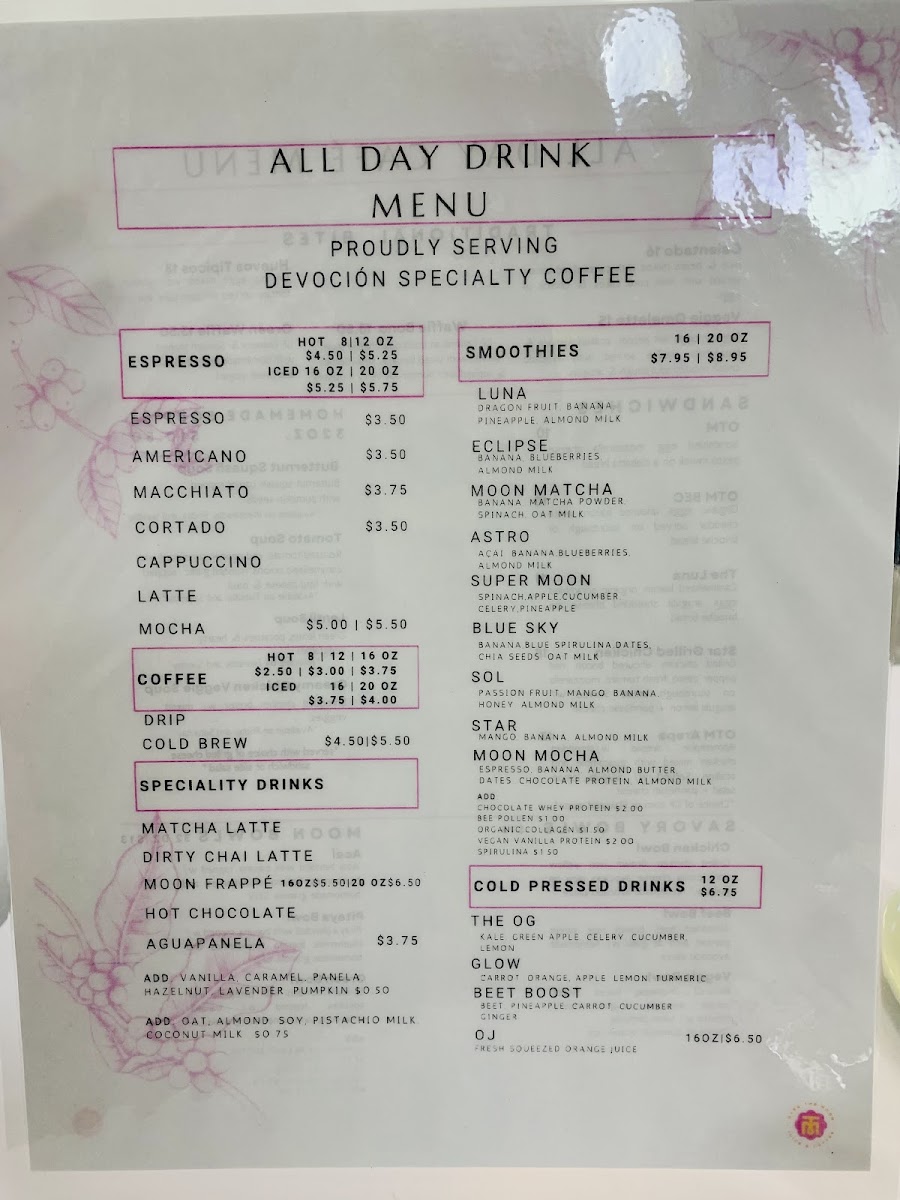 ALL DAY DRINK
MENU
PROUDLY SERVING
DEVOCIÓN SPECIALTY COFFEE
ESPRESSO
HOT 8|12 OZ
$4.50 | $5.25
ICED 16 OZ | 20 OZ
$5.25 | $5.75
ESPRESSO $3.50
AMERICANO $3.50
MACCHIATO $3.75
CORTADO $3.50
CAPPUCCINO
LATTE
MOCHA $5.00 | $5.50
COFFEE
HOT 8 | 12 | 16 OZ
$2.50 | $3.00 | $3.75
ICED 16 | 20 OZ
$3.75 | $4.00
DRIP
COLD BREW $4.50|$5.50
SPECIALITY DRINKS
MATCHA LATTE
DIRTY CHAI LATTE
MOON FRAPPÉ 16OZ$5.50|20 OZ$6.50
HOT CHOCOLATE
AGUAPANELA $3.75
ADD: VANILLA, CARAMEL, PANELA,
HAZELNUT, LAVENDER, PUMPKIN $0.50
ADD: OAT, ALMOND, SOY, PISTACHIO MILK,
COCONUT MILK $0.75
SMOOTHIES
16 | 20 OZ
$7.95 | $8.95
LUNA
DRAGON FRUIT, BANANA,
PINEAPPLE, ALMOND MILK
ECLIPSE
BANANA, BLUEBERRIES,
ALMOND MILK
MOON MATCHA
BANANA, MATCHA POWDER,
SPINACH, OAT MILK
ASTRO
ACAI, BANANA,BLUEBERRIES,
ALMOND MILK
SUPER MOON
SPINACH,APPLE,CUCUMBER,
CELERY,PINEAPPLE
BLUE SKY
BANANA,BLUE SPIRULINA,DATES,
CHIA SEEDS, OAT MILK
SOL
PASSION FRUIT, MANGO, BANANA,
HONEY, ALMOND MILK
STAR
MANGO, BANANA, ALMOND MILK
MOON MOCHA
ESPRESSO, BANANA, ALMOND BUTTER,
DATES, CHOCOLATE PROTEIN, ALMOND MILK
ADD
CHOCOLATE WHEY PROTEIN $2.00
BEE POLLEN $1.00
ORGANIC COLLAGEN $1.50
VEGAN VANILLA PROTEIN $2.00
SPIRULINA $1.50
COLD PRESSED DRINKS
12 OZ
$6.75
THE OG
KALE, GREEN APPLE, CELERY, CUCUMBER,
LEMON
GLOW
CARROT, ORANGE, APPLE, LEMON, TURMERIC
BEET BOOST
BEET, PINEAPPLE, CARROT, CUCUMBER,
GINGER
OJ 16OZ|$6.50
FRESH SQUEEZED ORANGE JUICE